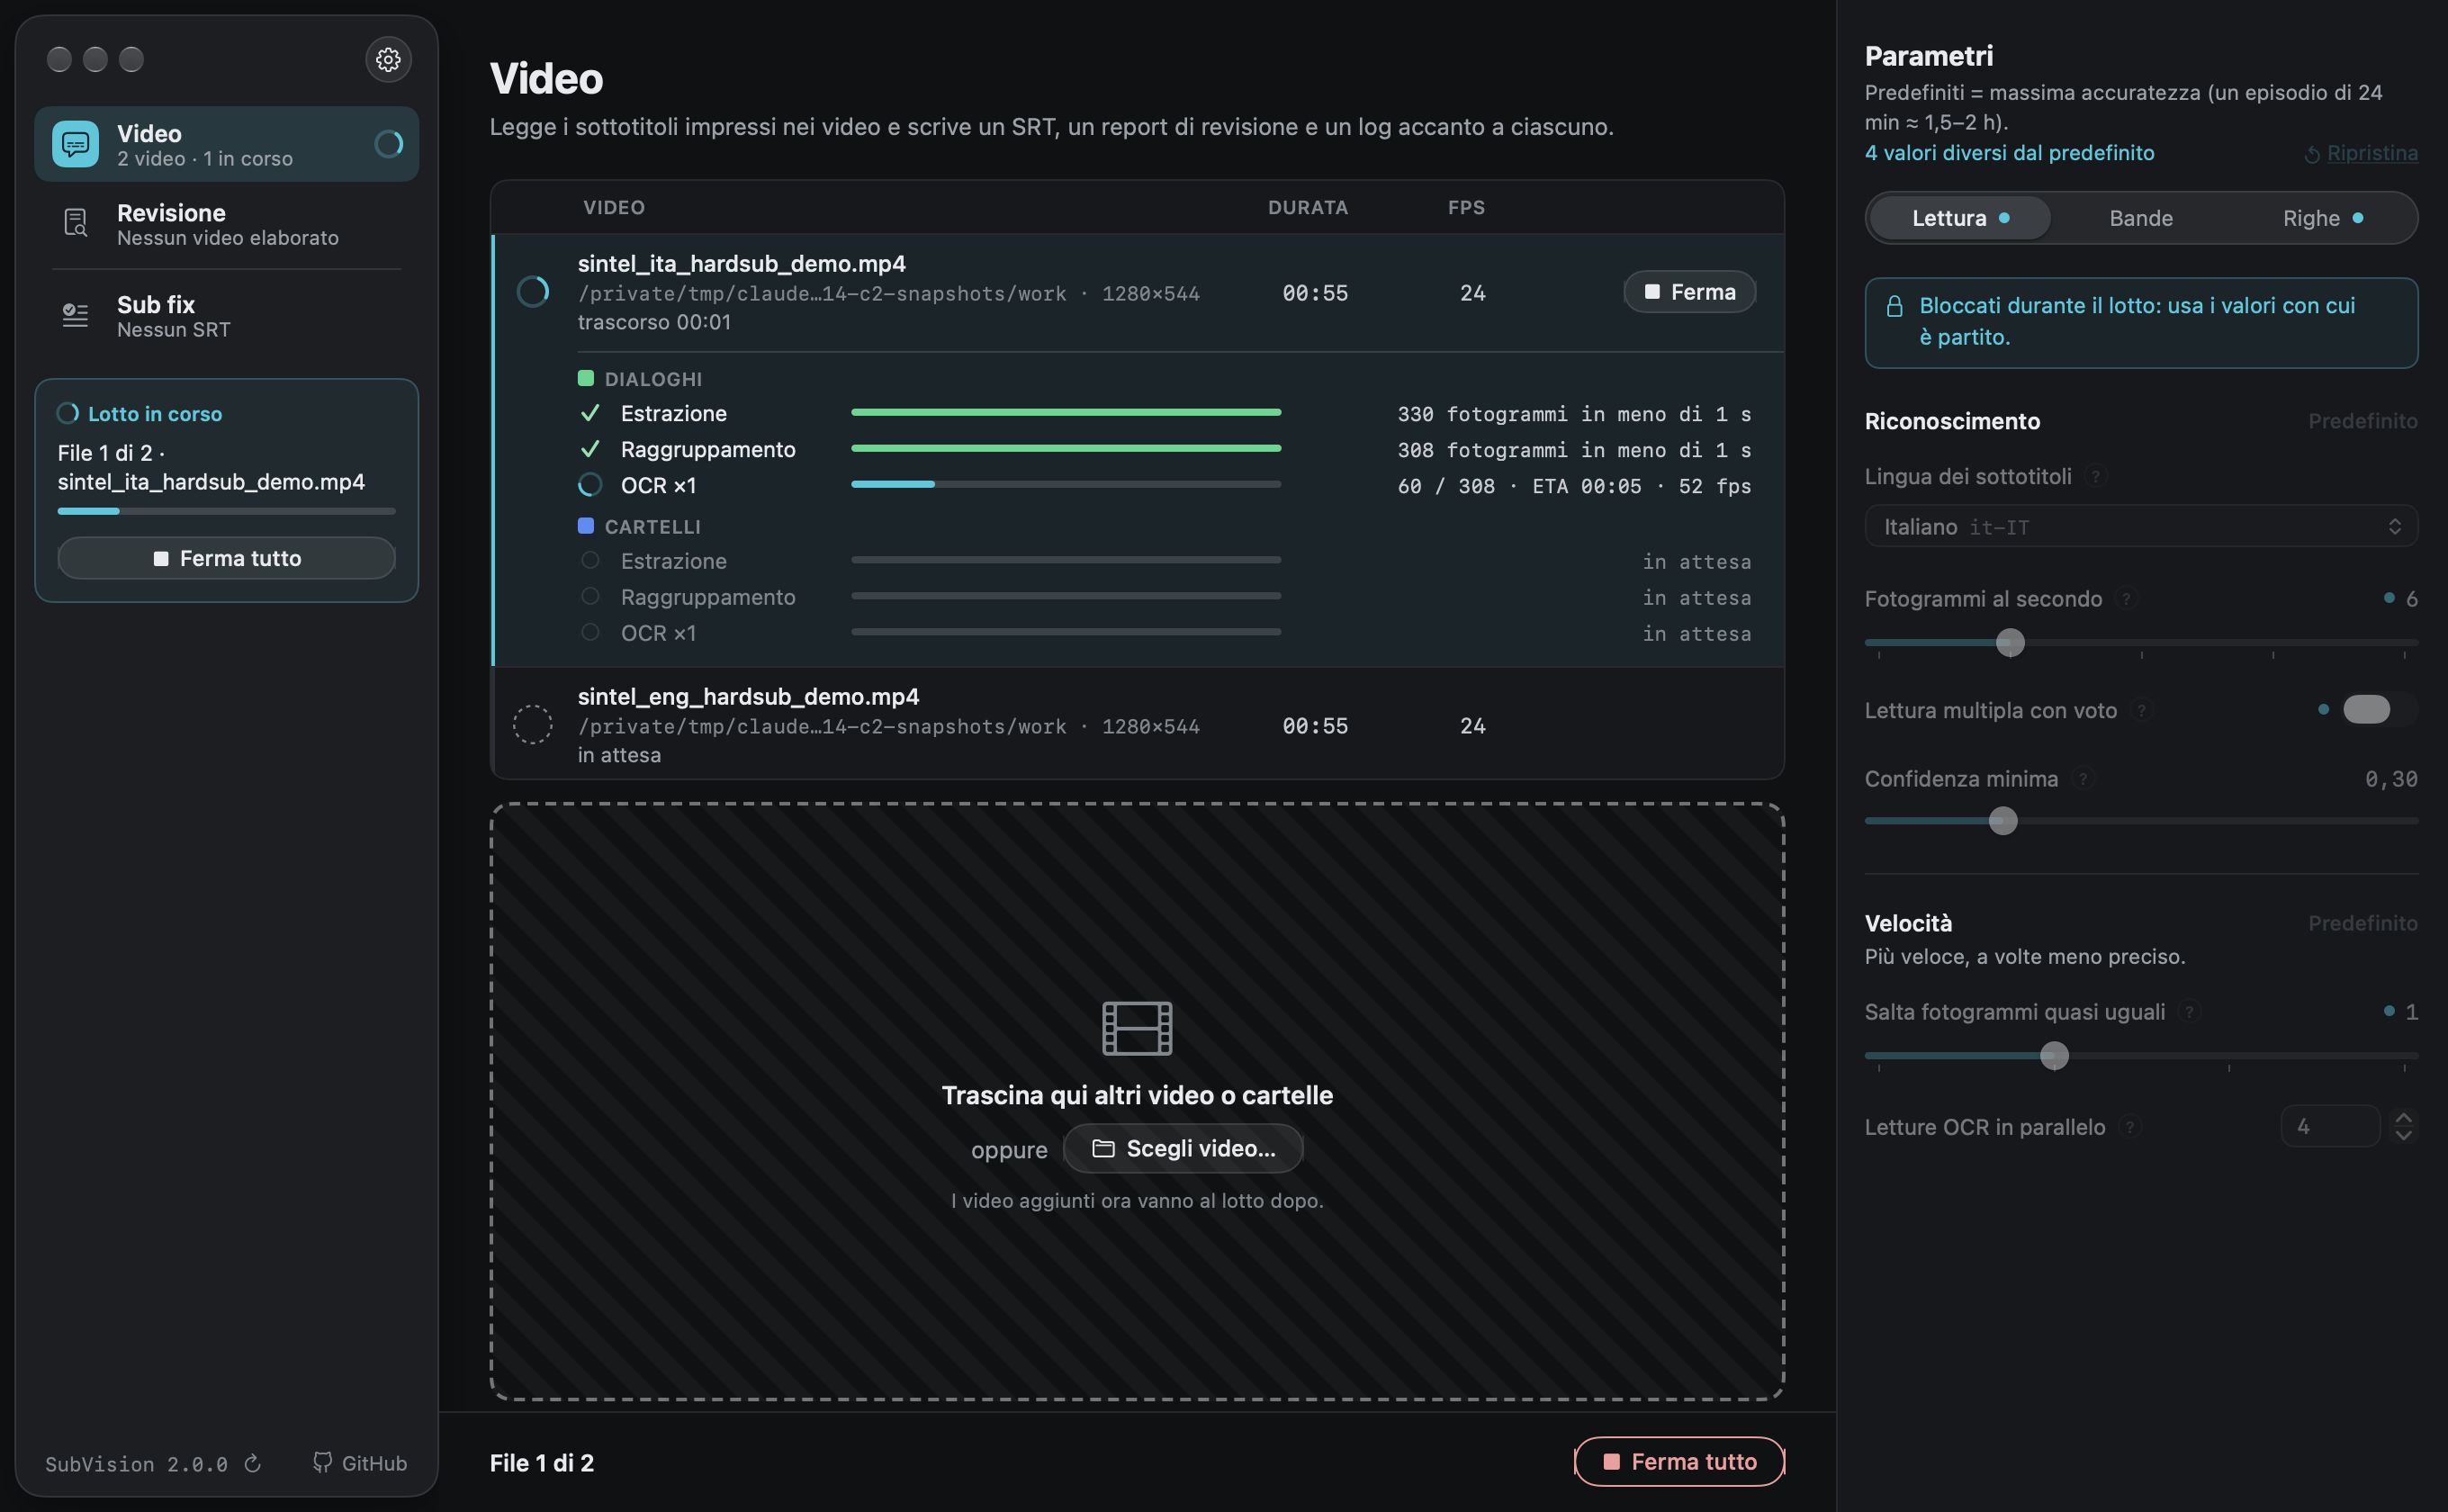 Video
2 video · 1 in corso
Revisione
Nessun video elaborato
Sub fix
Nessun SRT
Lotto in corso
File 1 di 2 ·
sintel_ita_hardsub_demo.mp4
Ferma tutto
SubVision 2.0.0
GitHub
Video
Legge i sottotitoli impressi nei video e scrive un SRT, un report di revisione e un log accanto a ciascuno.
VIDEO DURATA FPS
sintel_ita_hardsub_demo.mp4
/private/tmp/claude…14-c2-snapshots/work · 1280×544 00:55 24 Ferma
trascorso 00:01
DIALOGHI
Estrazione 330 fotogrammi in meno di 1 s
Raggruppamento 308 fotogrammi in meno di 1 s
OCR ×1 60 / 308 · ETA 00:05 · 52 fps
CARTELLI
Estrazione in attesa
Raggruppamento in attesa
OCR ×1 in attesa
sintel_eng_hardsub_demo.mp4
/private/tmp/claude…14-c2-snapshots/work · 1280×544 00:55 24
in attesa
Trascina qui altri video o cartelle
oppure Scegli video...
I video aggiunti ora vanno al lotto dopo.
File 1 di 2 Ferma tutto
Parametri
Predefiniti = massima accuratezza (un episodio di 24
min ≈ 1,5–2 h).
4 valori diversi dal predefinito Ripristina
Lettura Bande Righe
Bloccati durante il lotto: usa i valori con cui
è partito.
Riconoscimento Predefinito
Lingua dei sottotitoli ?
Italiano it-IT
Fotogrammi al secondo ? 6
Lettura multipla con voto ?
Confidenza minima ? 0,30
Velocità Predefinito
Più veloce, a volte meno preciso.
Salta fotogrammi quasi uguali ? 1
Letture OCR in parallelo ? 4